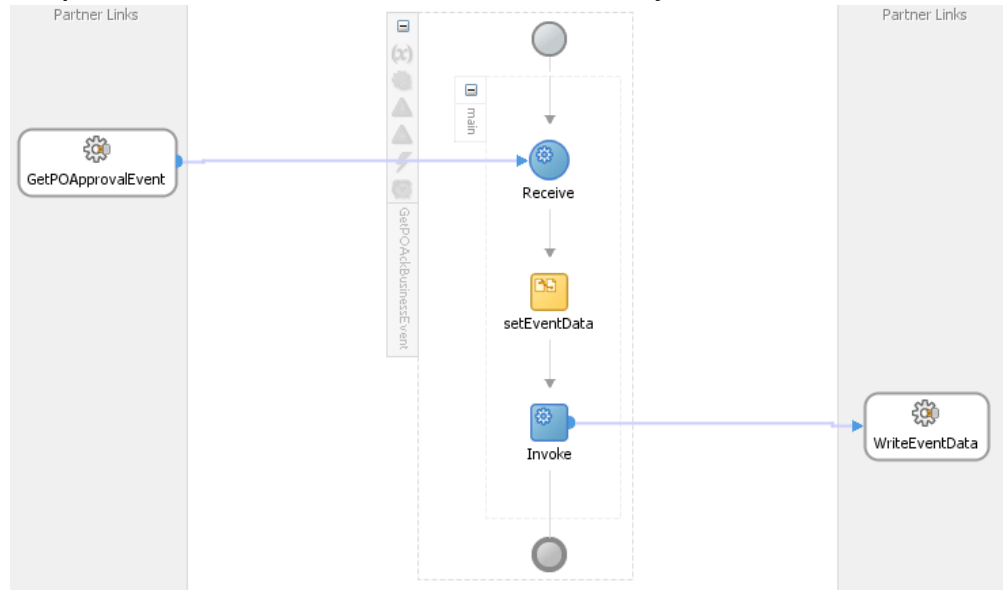 Partner Links
Partner Links
(x)
main
GetPOApprovalEvent
Receive
GetPOAckBusinessEvent
setEventData
Invoke
WriteEventData